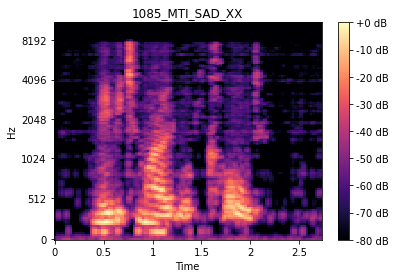 1085_MTI_SAD_XX
Hz
8192
4096
2048
1024
512
0
0
0.5
1
1.5
2
2.5
Time
+0 dB
-10 dB
-20 dB
-30 dB
-40 dB
-50 dB
-60 dB
-70 dB
-80 dB